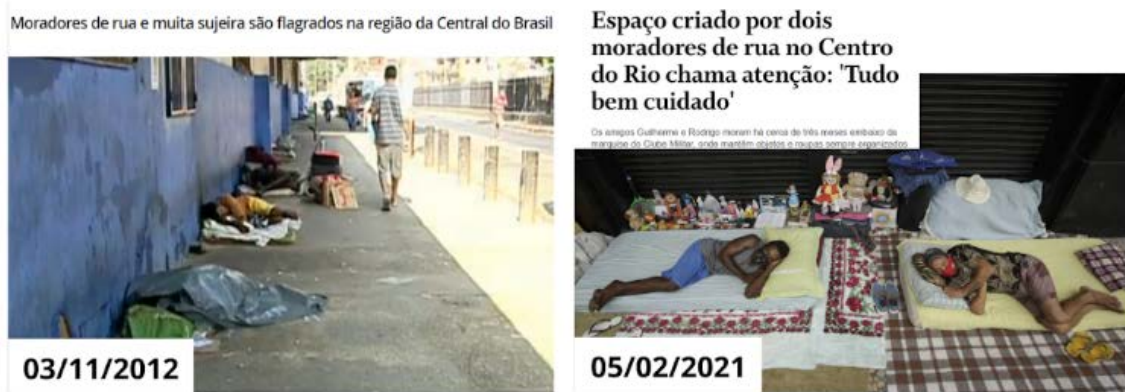 Moradores de rua e muita sujeira são flagrados na região da Central do Brasil
03/11/2012
Espaço criado por dois
moradores de rua no Centro
do Rio chama atenção: 'Tudo
bem cuidado'
Os amigos Guilherme e Rodrigo moram há cerca de três meses embaixo da
marquise do Clube Militar, onde mantêm objetos e roupas sempre organizados
05/02/2021